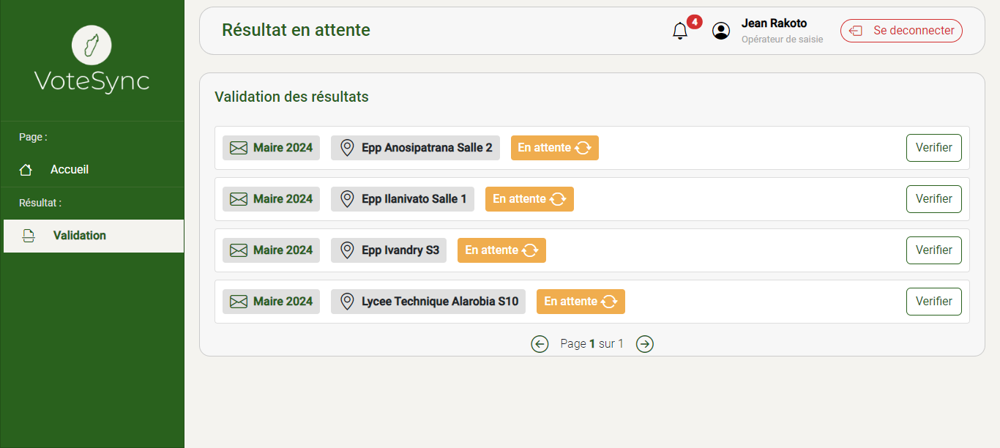 VoteSync
Page :
Accueil
Résultat :
Validation
Résultat en attente
4
Jean Rakoto
Opérateur de saisie
Se deconnecter
Validation des résultats
Maire 2024 Epp Anosipatrana Salle 2 En attente Verifier
Maire 2024 Epp Ilanivato Salle 1 En attente Verifier
Maire 2024 Epp Ivandry S3 En attente Verifier
Maire 2024 Lycee Technique Alarobia S10 En attente Verifier
Page 1 sur 1